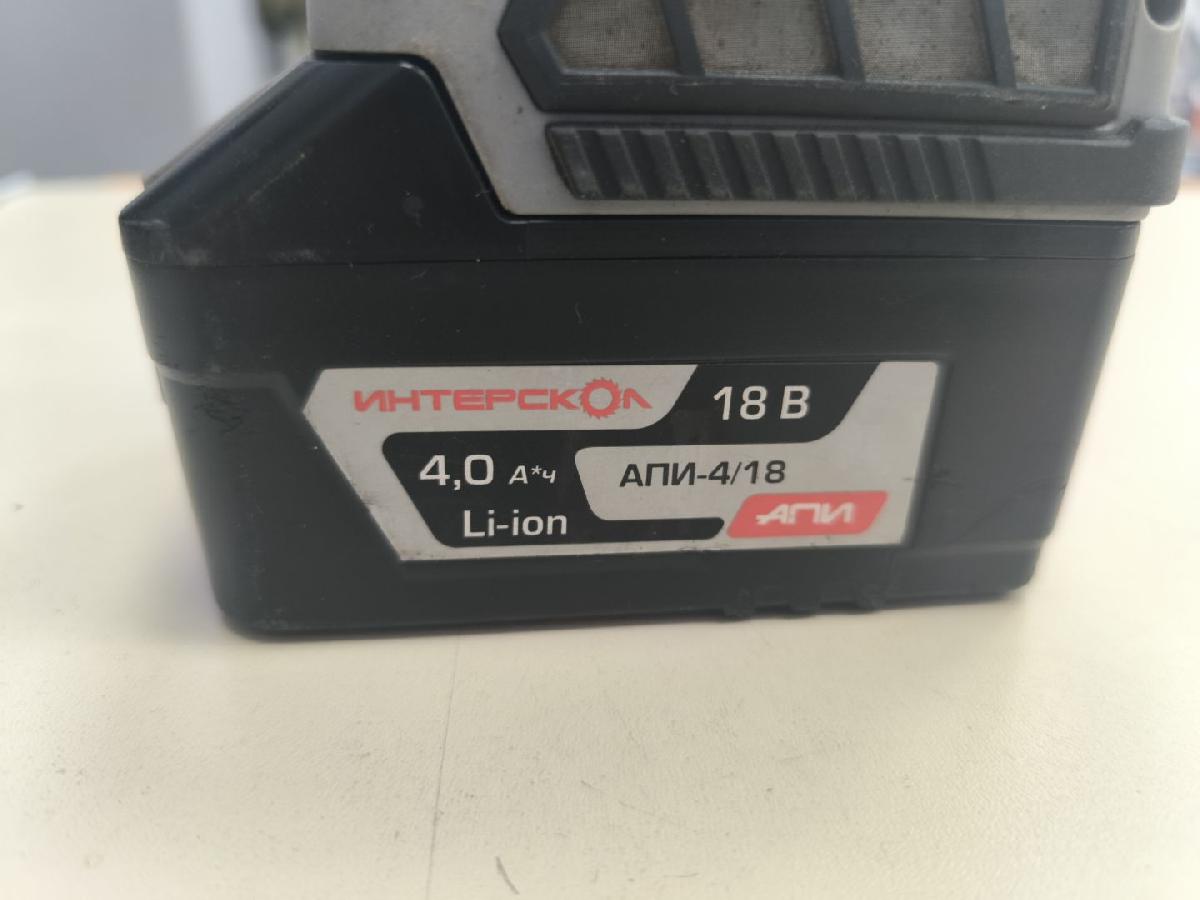 ИНТЕРСКОЛ
18 В
4,0 А*ч
АПИ-4/18
Li-ion
АПИ